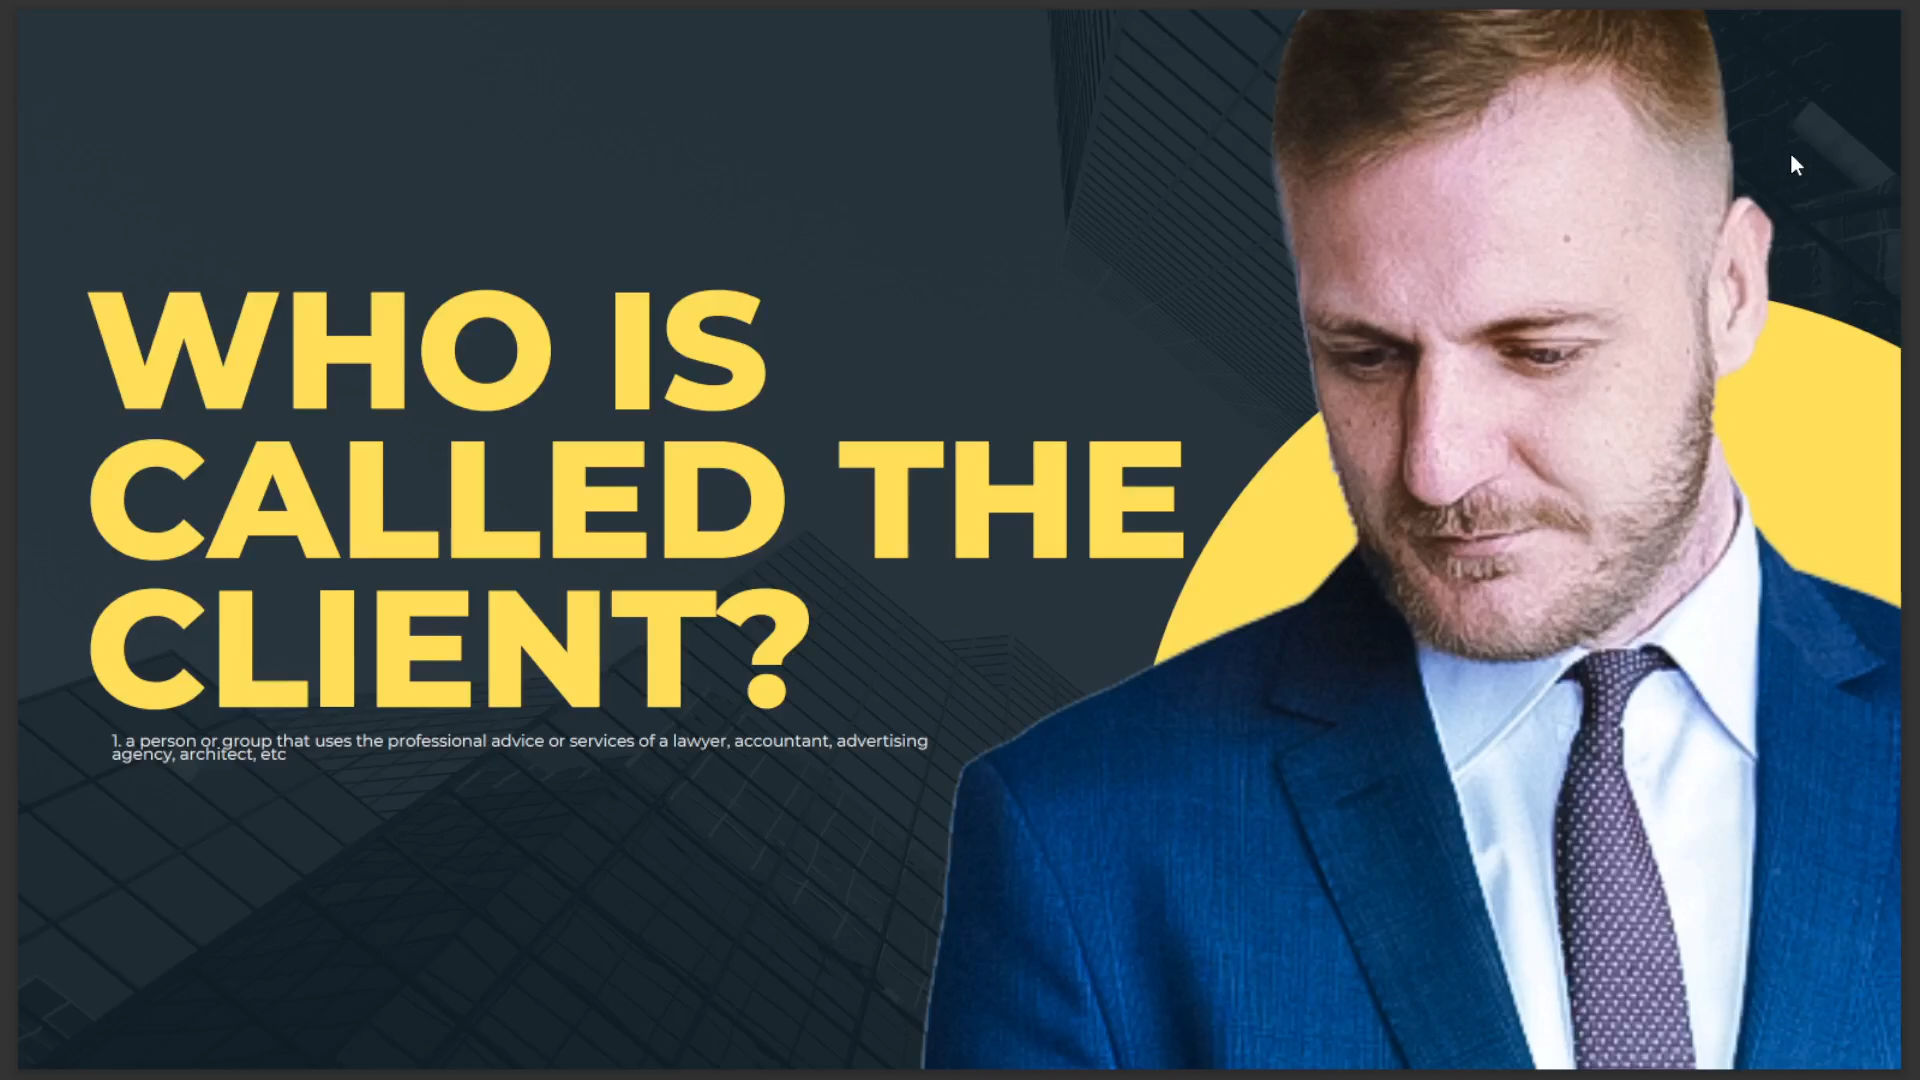 WHO IS
CALLED THE
CLIENT?
1. a person or group that uses the professional advice or services of a lawyer, accountant, advertising
agency, architect, etc